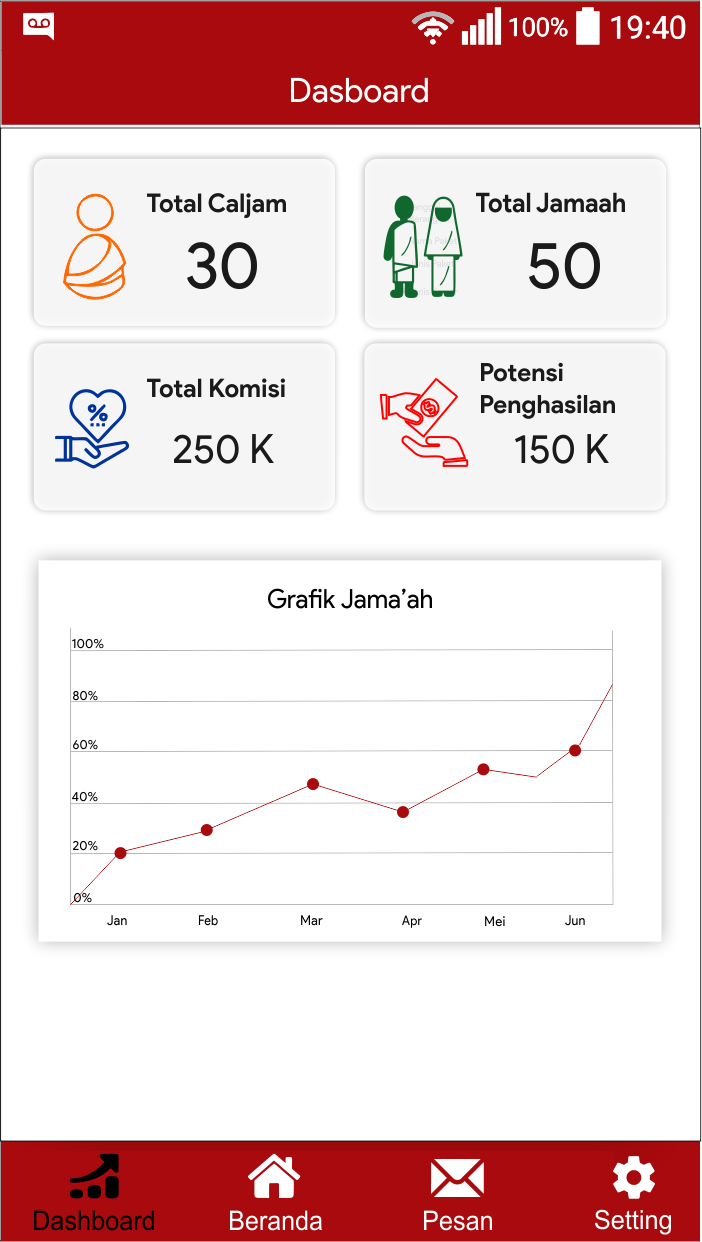 100% 19:40
Dasboard
Total Caljam
30
Total Jamaah
50
Total Komisi
250 K
Potensi
Penghasilan
150 K
%
Grafik Jama’ah
100%
80%
60%
40%
20%
0%
Jan Feb Mar Apr Mei Jun
Dashboard Beranda Pesan Setting